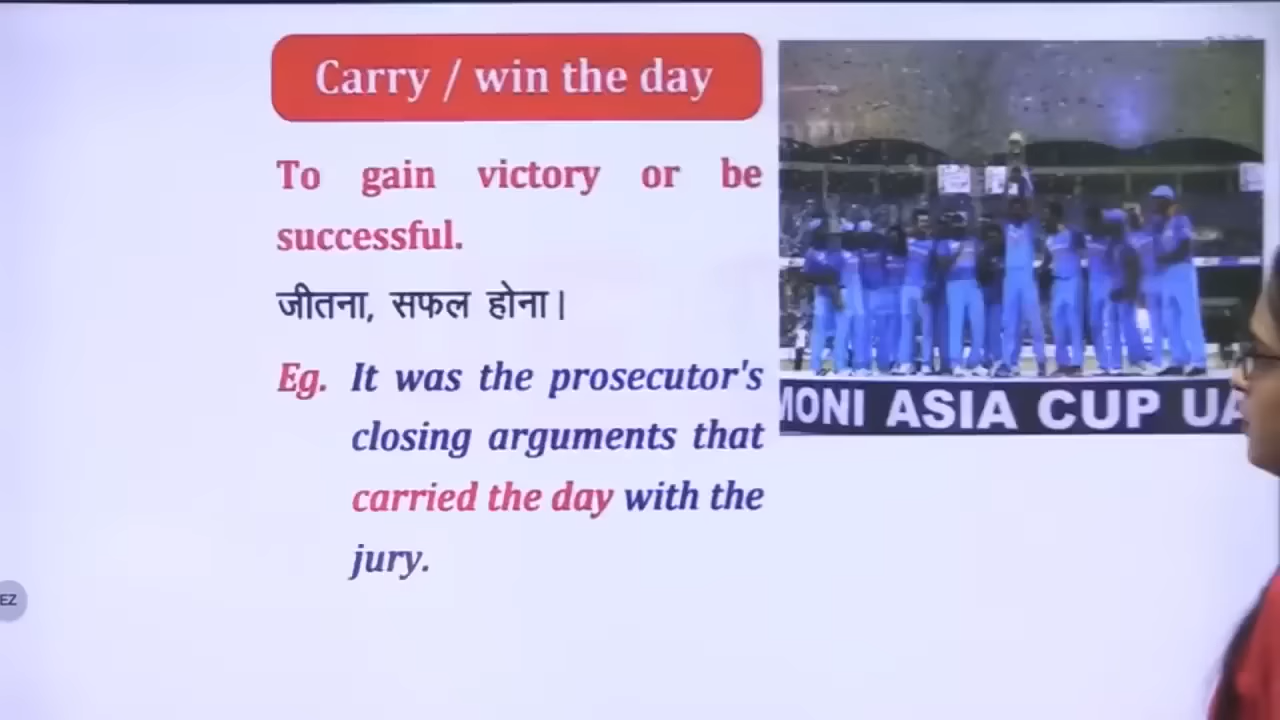 Carry / win the day
To gain victory or be
successful.
जीतना, सफल होना।
Eg. It was the prosecutor's
closing arguments that
carried the day with the
jury.
MONI ASIA CUP UA
EZ